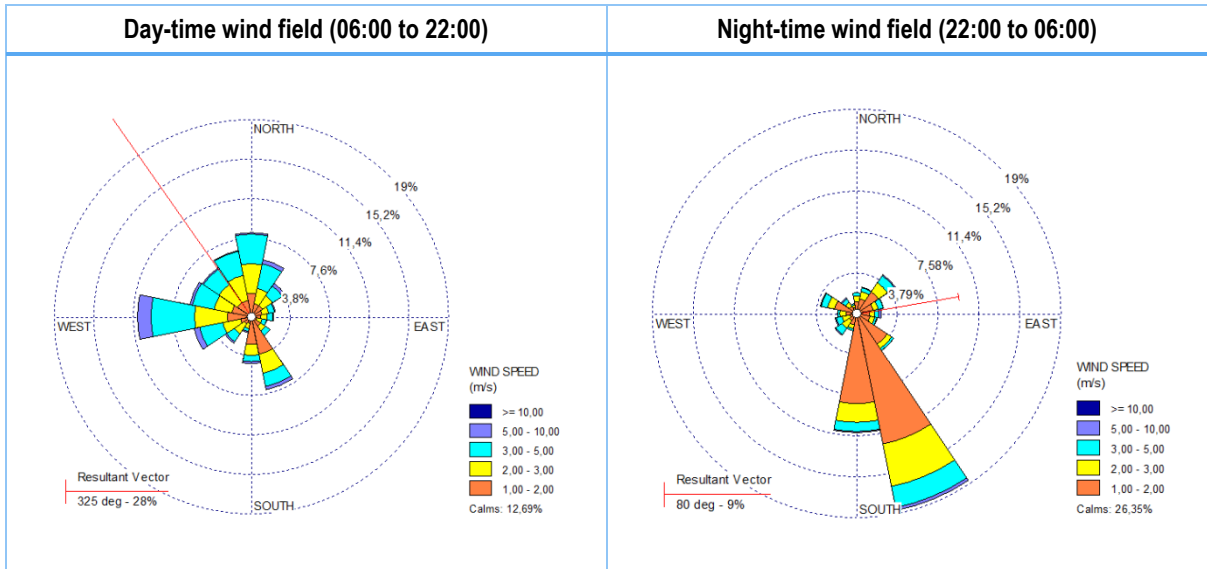 Day-time wind field (06:00 to 22:00)
Night-time wind field (22:00 to 06:00)
NORTH
19%
15,2%
11,4%
7,6%
3,8%
WEST
EAST
SOUTH
WIND SPEED
(m/s)
>= 10,00
5,00 - 10,00
3,00 - 5,00
2,00 - 3,00
1,00 - 2,00
Calms: 12,69%
Resultant Vector
325 deg - 28%
NORTH
19%
15,2%
11,4%
7,58%
3,79%
WEST
EAST
SOUTH
WIND SPEED
(m/s)
>= 10,00
5,00 - 10,00
3,00 - 5,00
2,00 - 3,00
1,00 - 2,00
Calms: 26,35%
Resultant Vector
80 deg - 9%